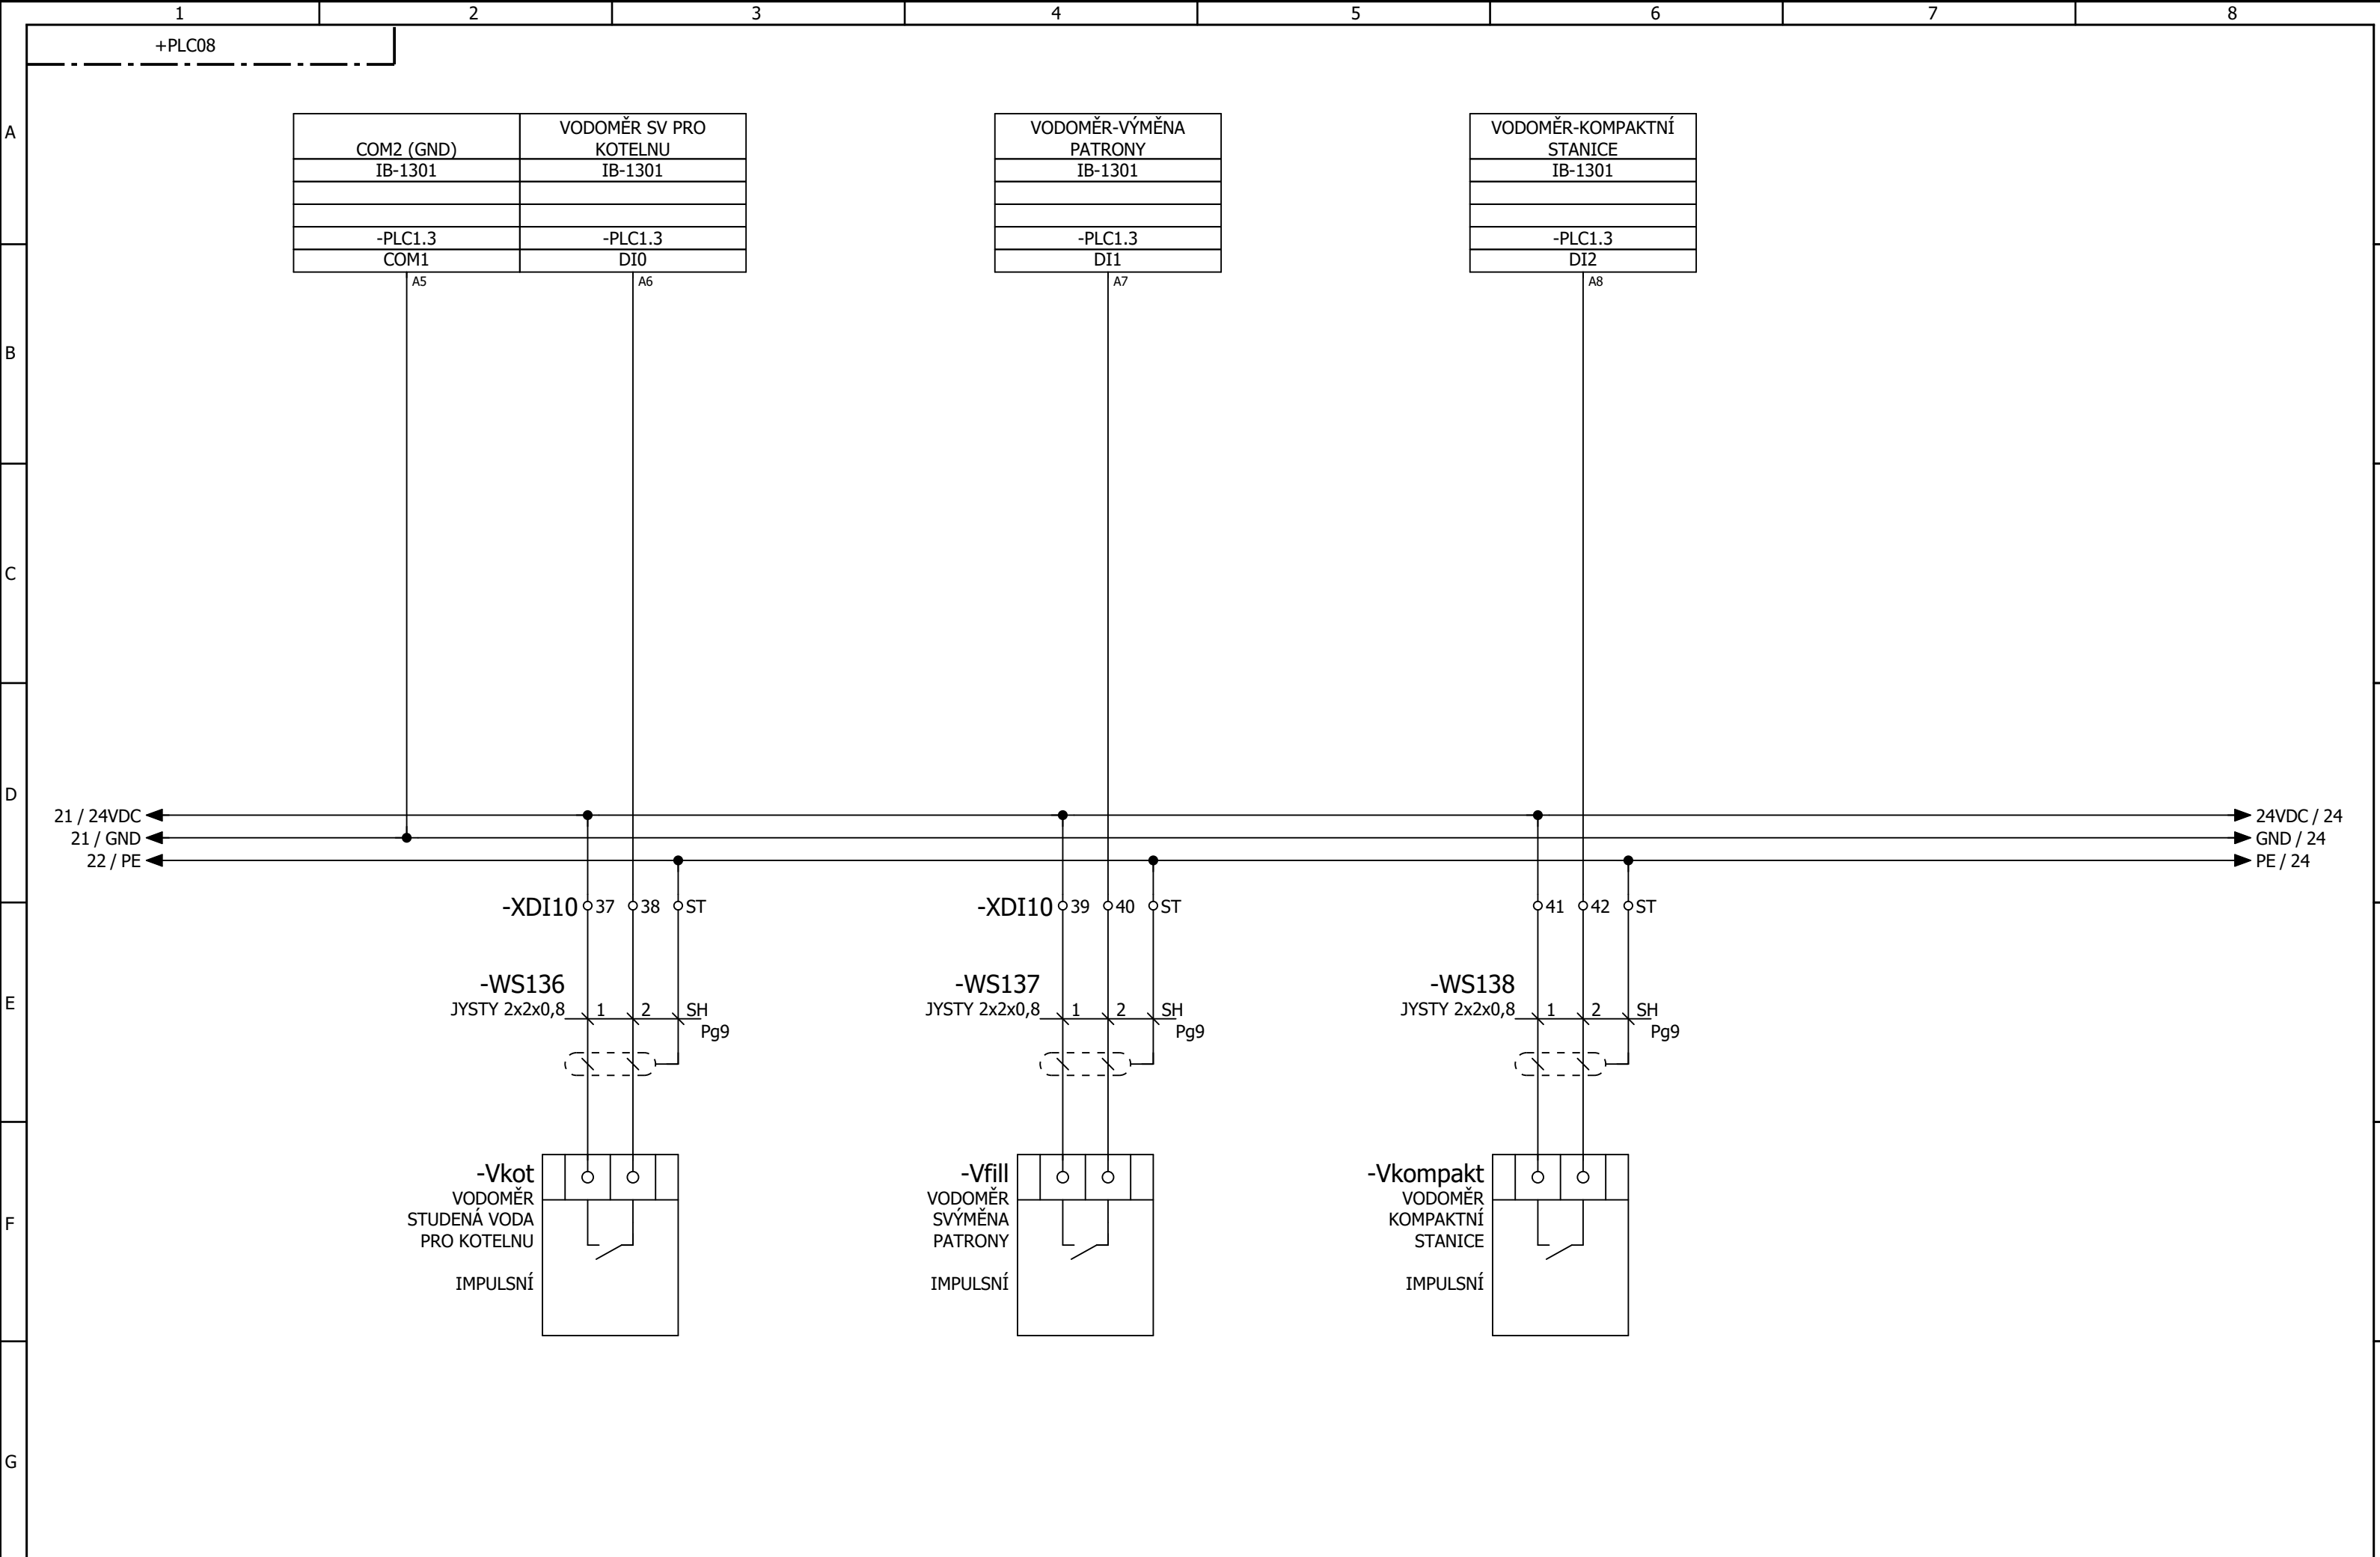 1 2 3 4 5 6 7 8
+PLC08
A
COM2 (GND)
IB-1301
-PLC1.3
COM1
A5
VODOMĚR SV PRO
KOTELNU
IB-1301
-PLC1.3
DI0
A6
VODOMĚR-VÝMĚNA
PATRONY
IB-1301
-PLC1.3
DI1
A7
VODOMĚR-KOMPAKTNÍ
STANICE
IB-1301
-PLC1.3
DI2
A8
B
C
D
21 / 24VDC
21 / GND
22 / PE
24VDC / 24
GND / 24
PE / 24
-XDI10 37 38 ST
-XDI10 39 40 ST
41 42 ST
E
-WS136
JYSTY 2x2x0,8 1 2 SH
Pg9
-WS137
JYSTY 2x2x0,8 1 2 SH
Pg9
-WS138
JYSTY 2x2x0,8 1 2 SH
Pg9
F
-Vkot
VODOMĚR
STUDENÁ VODA
PRO KOTELNU
IMPULSNÍ
-Vfill
VODOMĚR
SVÝMĚNA
PATRONY
IMPULSNÍ
-Vkompakt
VODOMĚR
KOMPAKTNÍ
STANICE
IMPULSNÍ
G